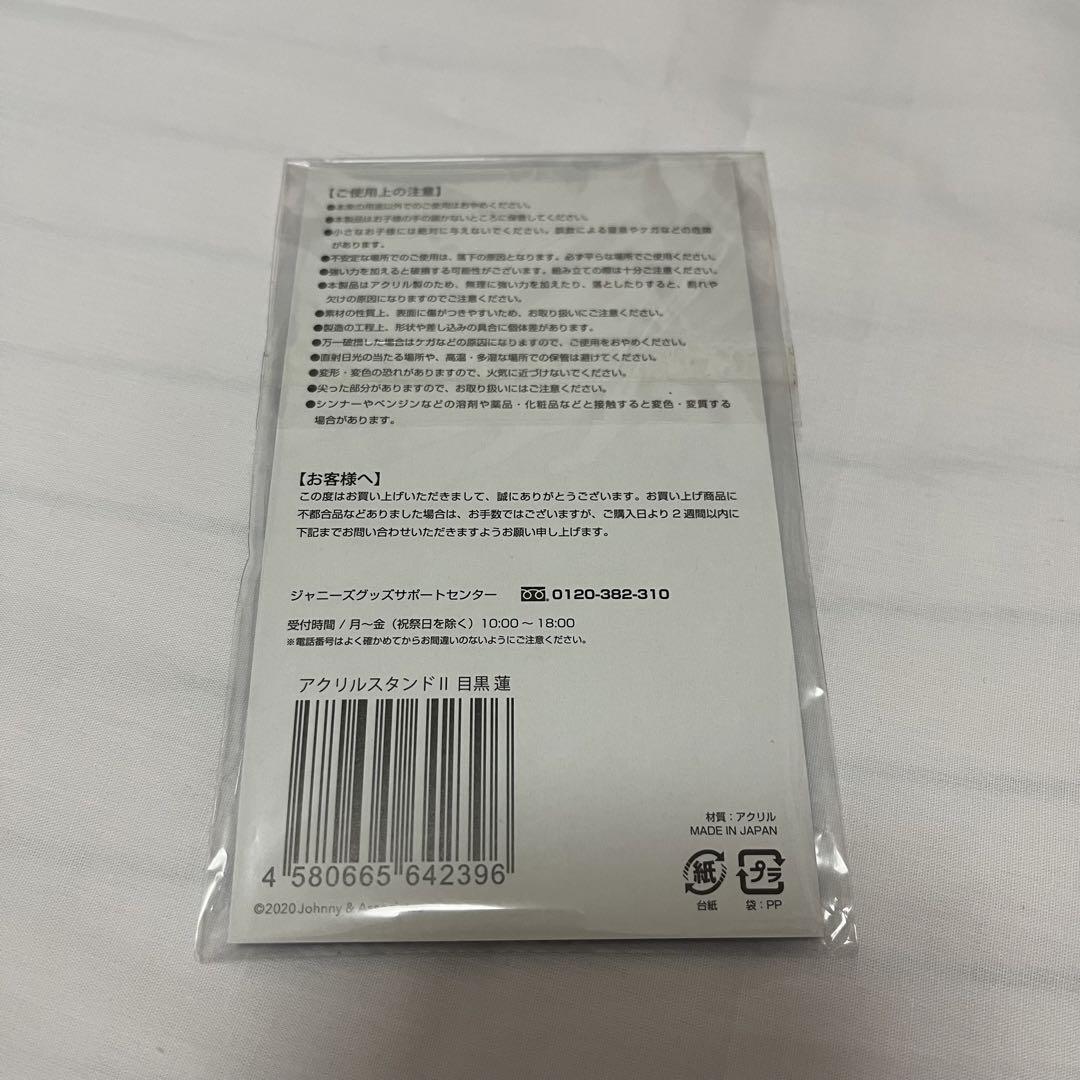 【ご使用上の注意】
●本来の用途以外でのご使用はおやめください。
●本製品はお子様の手の届かないところに保管してください。
●小さなお子様には絶対に与えないでください。誤飲による窒息やケガなどの危険
があります。
●不安定な場所でのご使用は、落下の原因となります。必ず平らな場所でご使用ください。
●強い力を加えると破損する可能性がございます。組み立ての際は十分ご注意ください。
●本製品はアクリル製のため、無理に強い力を加えたり、落としたりすると、割れや
欠けの原因になりますのでご注意ください。
●素材の性質上、表面に傷がつきやすいため、お取り扱いにご注意ください。
●製造の工程上、形状や差し込みの具合に個体差があります。
●万一破損した場合はケガなどの原因になりますので、ご使用をおやめください。
●直射日光の当たる場所や、高温・多湿な場所での保管は避けてください。
●変形・変色の恐れがありますので、火気に近づけないでください。
●尖った部分がありますので、お取り扱いにはご注意ください。
●シンナーやベンジンなどの溶剤や薬品・化粧品などと接触すると変色・変質する
場合があります。
【お客様へ】
この度はお買い上げいただきまして、誠にありがとうございます。お買い上げ商品に
不都合品などありました場合は、お手数ではございますが、ご購入日より2週間以内に
下記までお問い合わせいただきますようお願い申し上げます。
ジャニーズグッズサポートセンター 0120-382-310
受付時間 / 月～金（祝祭日を除く）10:00～18:00
※電話番号はよく確かめてからお間違いのないようにご注意ください。
アクリルスタンドⅡ 目黒 蓮
4 580665 642396
©2020 Johnny &
材質：アクリル
MADE IN JAPAN
紙 プラ
台紙 袋：PP